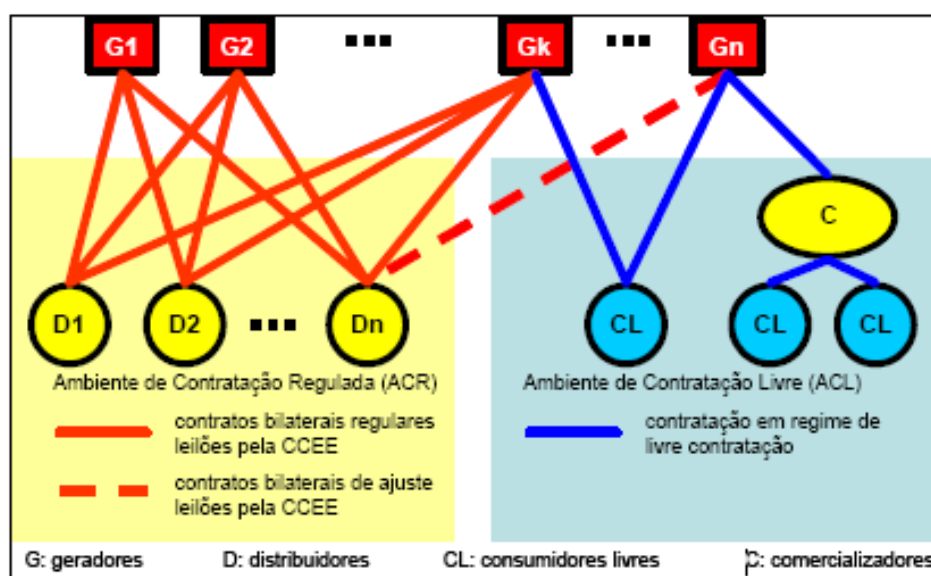 G1 G2 ... Gk ... Gn
C
D1 D2 ... Dn CL CL CL
Ambiente de Contratação Regulada (ACR)
contratos bilaterais regulares
leilões pela CCEE
contratos bilaterais de ajuste
leilões pela CCEE
Ambiente de Contratação Livre (ACL)
contratação em regime de
livre contratação
G: geradores D: distribuidores CL: consumidores livres C: comercializadores